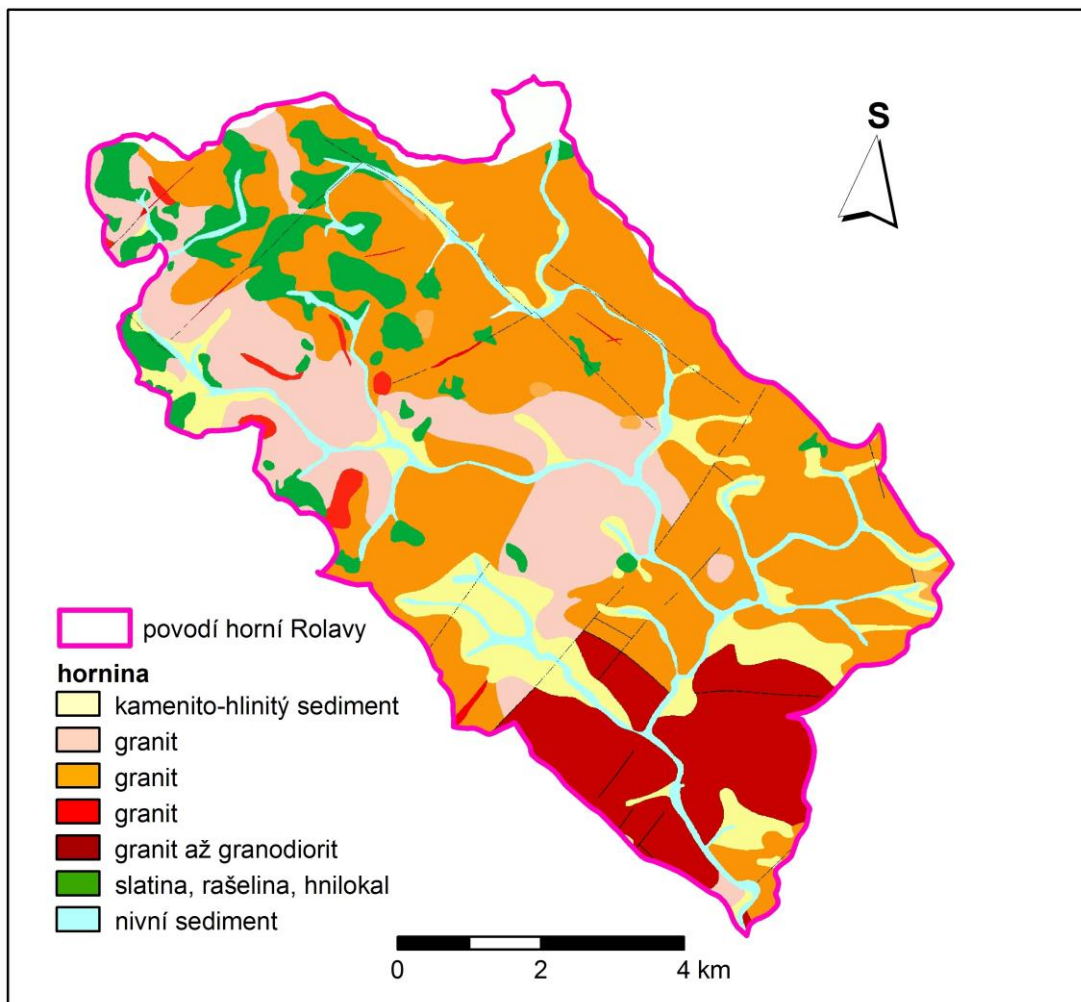 S
povodí horní Rolavy
hornina
kamenito-hlinitý sediment
granit
granit
granit
granit až granodiorit
slatina, rašelina, hnilokal
nivní sediment
0 2 4 km